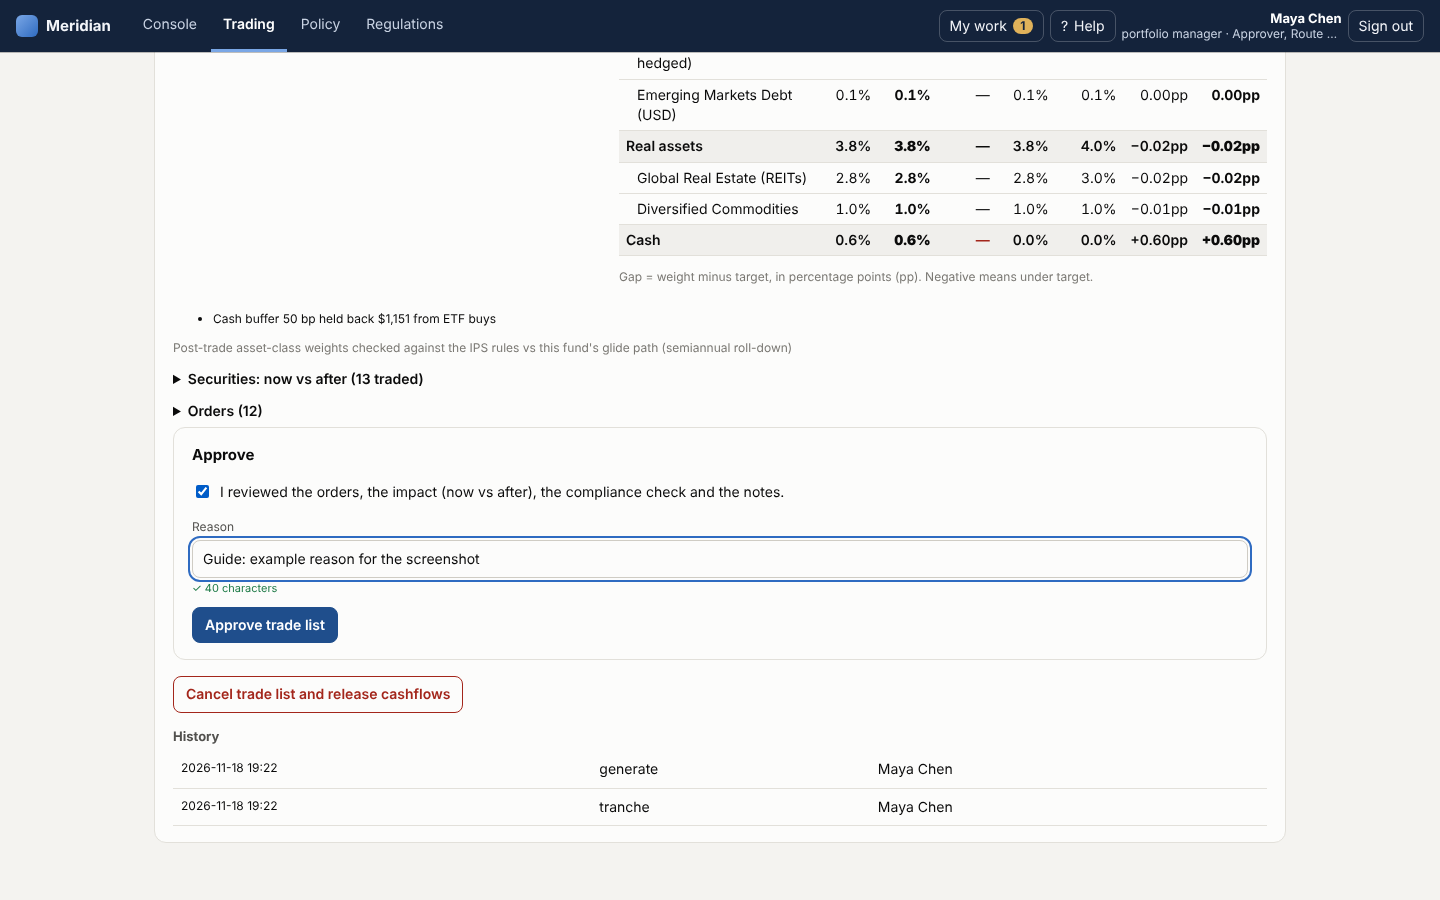 Meridian Console Trading Policy Regulations My work 1 ? Help Maya Chen Sign out
portfolio manager · Approver, Route ...
hedged)
Emerging Markets Debt (USD) 0.1% 0.1% — 0.1% 0.1% 0.00pp 0.00pp
Real assets 3.8% 3.8% — 3.8% 4.0% −0.02pp −0.02pp
Global Real Estate (REITs) 2.8% 2.8% — 2.8% 3.0% −0.02pp −0.02pp
Diversified Commodities 1.0% 1.0% — 1.0% 1.0% −0.01pp −0.01pp
Cash 0.6% 0.6% — 0.0% 0.0% +0.60pp +0.60pp
Gap = weight minus target, in percentage points (pp). Negative means under target.
• Cash buffer 50 bp held back $1,151 from ETF buys
Post-trade asset-class weights checked against the IPS rules vs this fund's glide path (semiannual roll-down)
▶ Securities: now vs after (13 traded)
▶ Orders (12)
Approve
I reviewed the orders, the impact (now vs after), the compliance check and the notes.
Reason
Guide: example reason for the screenshot
✓ 40 characters
Approve trade list
Cancel trade list and release cashflows
History
2026-11-18 19:22 generate Maya Chen
2026-11-18 19:22 tranche Maya Chen